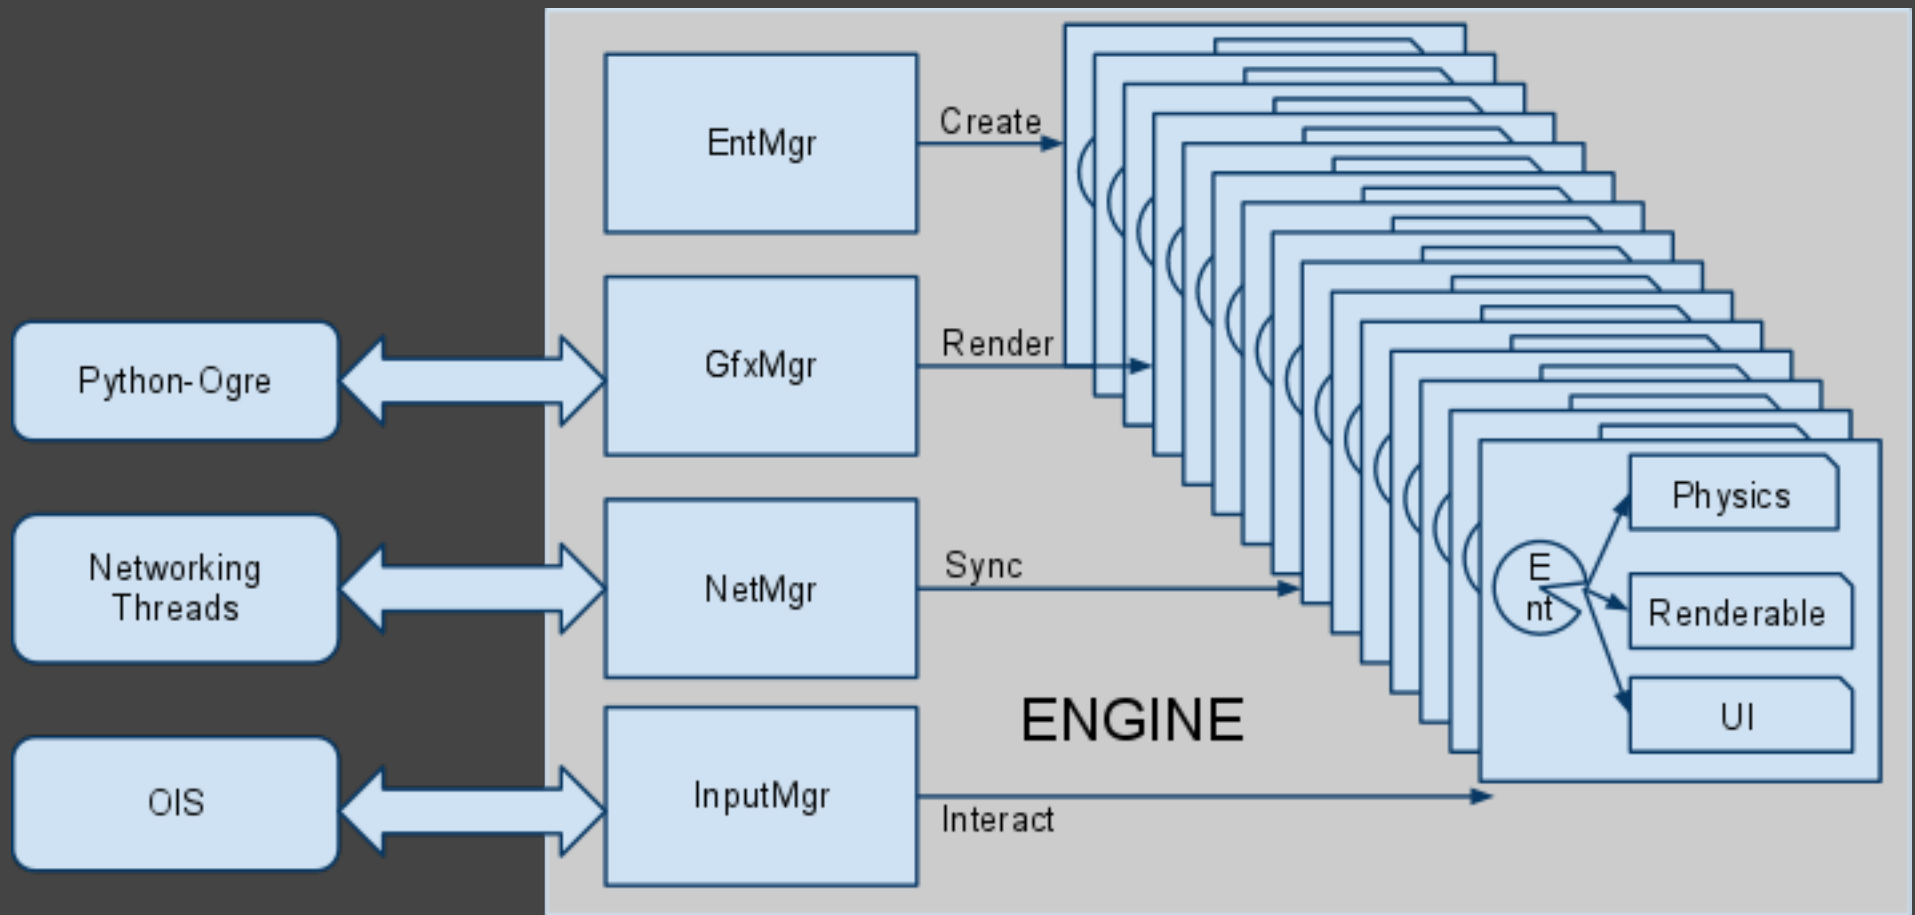 EntMgr
Create
Python-Ogre
GfxMgr
Render
Networking
Threads
NetMgr
Sync
OIS
InputMgr
Interact
ENGINE
E
nt
Physics
Renderable
UI